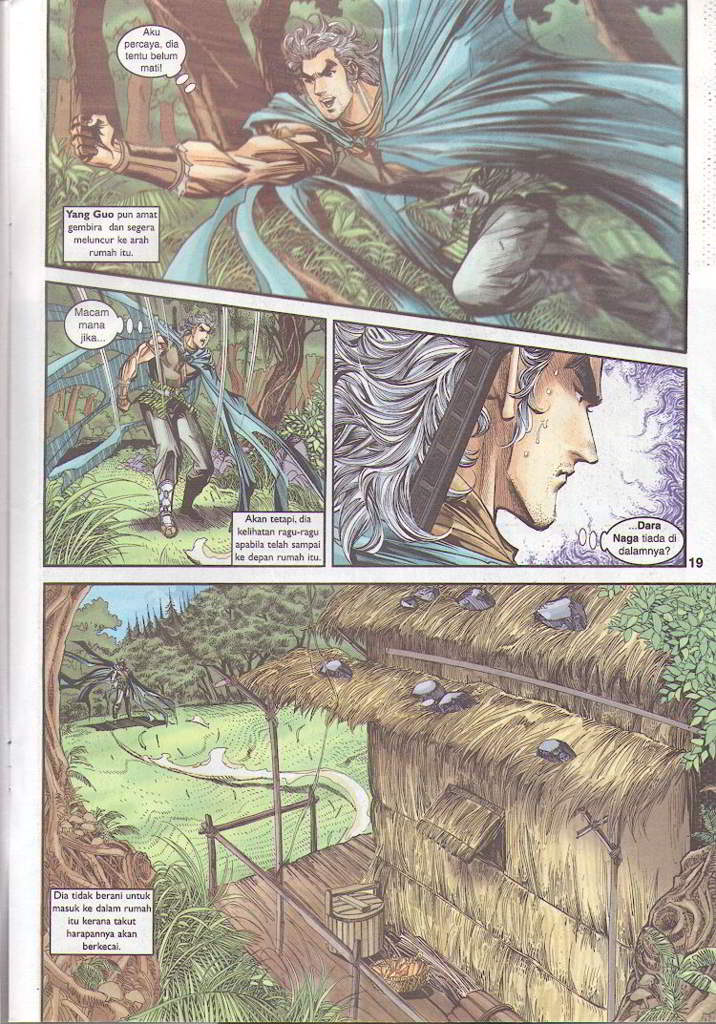 Aku
percaya, dia
tentu belum
mati!
Yang Guo pun amat
gembira dan segera
meluncur ke arah
rumah itu.
Macam
mana
jika...
Akan tetapi, dia
kelihatan ragu-ragu
apabila telah sampai
ke depan rumah itu.
...Dara
Naga tiada di
dalamnya?
19
Dia tidak berani untuk
masuk ke dalam rumah
itu kerana takut
harapannya akan
berkecai.